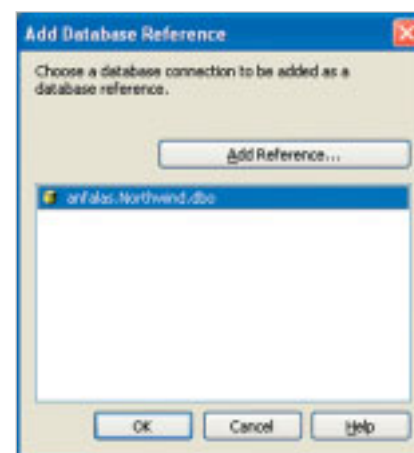 Add Database Reference
Choose a database connection to be added as a
database reference.
Add Reference...
anfalas.Northwind.dbo
OK
Cancel
Help